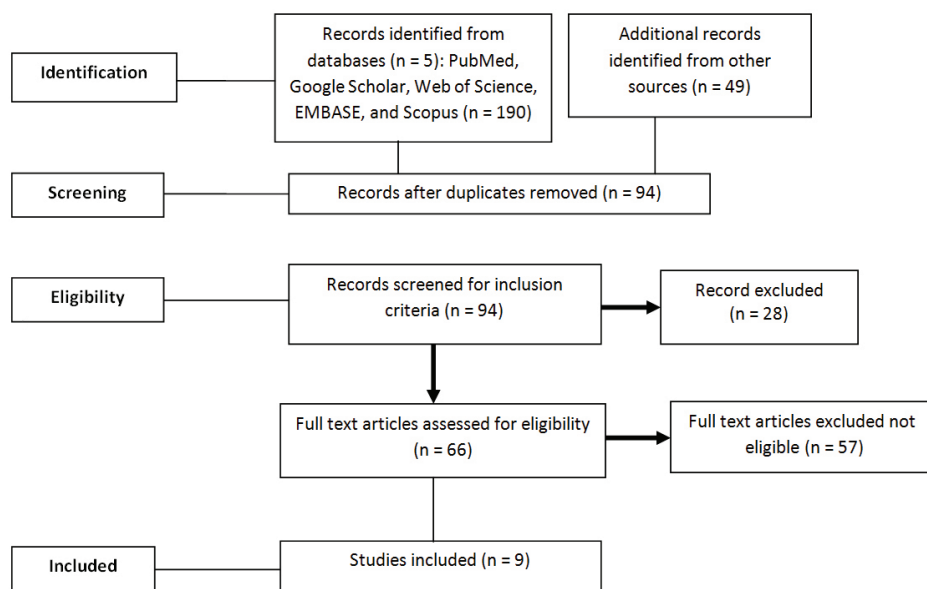 Identification
Records identified from
databases (n = 5): PubMed,
Google Scholar, Web of Science,
EMBASE, and Scopus (n = 190)
Additional records
identified from other
sources (n = 49)
Screening
Records after duplicates removed (n = 94)
Eligibility
Records screened for inclusion
criteria (n = 94)
Record excluded
(n = 28)
Full text articles assessed for eligibility
(n = 66)
Full text articles excluded not
eligible (n = 57)
Included
Studies included (n = 9)